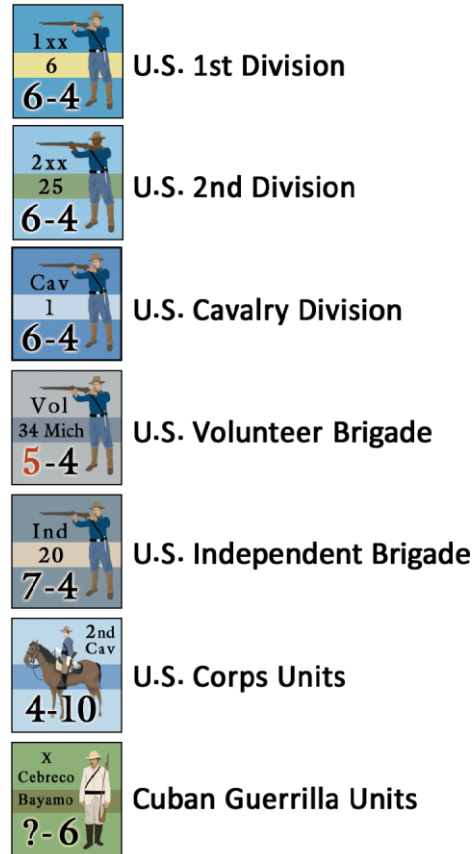 1xx
6
6-4
U.S. 1st Division
2xx
25
6-4
U.S. 2nd Division
Cav
1
6-4
U.S. Cavalry Division
Vol
34 Mich
5-4
U.S. Volunteer Brigade
Ind
20
7-4
U.S. Independent Brigade
2nd
Cav
4-10
U.S. Corps Units
X
Cebreco
Bayamo
?-6
Cuban Guerrilla Units